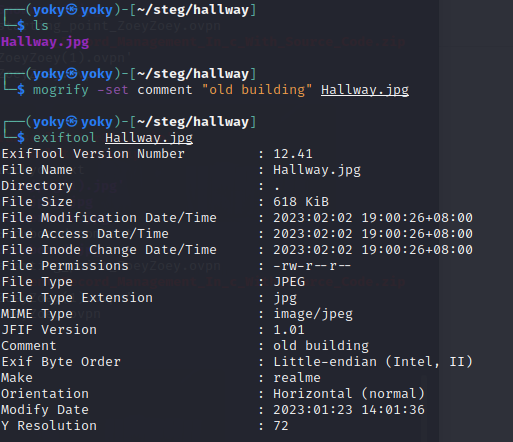 ┌──(yoky㉿yoky)-[~/steg/hallway]
└─$ ls
Hallway.jpg
┌──(yoky㉿yoky)-[~/steg/hallway]
└─$ mogrify -set comment "old building" Hallway.jpg
┌──(yoky㉿yoky)-[~/steg/hallway]
└─$ exiftool Hallway.jpg
ExifTool Version Number : 12.41
File Name : Hallway.jpg
Directory : .
File Size : 618 KiB
File Modification Date/Time : 2023:02:02 19:00:26+08:00
File Access Date/Time : 2023:02:02 19:00:26+08:00
File Inode Change Date/Time : 2023:02:02 19:00:26+08:00
File Permissions : -rw-r--r--
File Type : JPEG
File Type Extension : jpg
MIME Type : image/jpeg
JFIF Version : 1.01
Comment : old building
Exif Byte Order : Little-endian (Intel, II)
Make : realme
Orientation : Horizontal (normal)
Modify Date : 2023:01:23 14:01:36
Y Resolution : 72